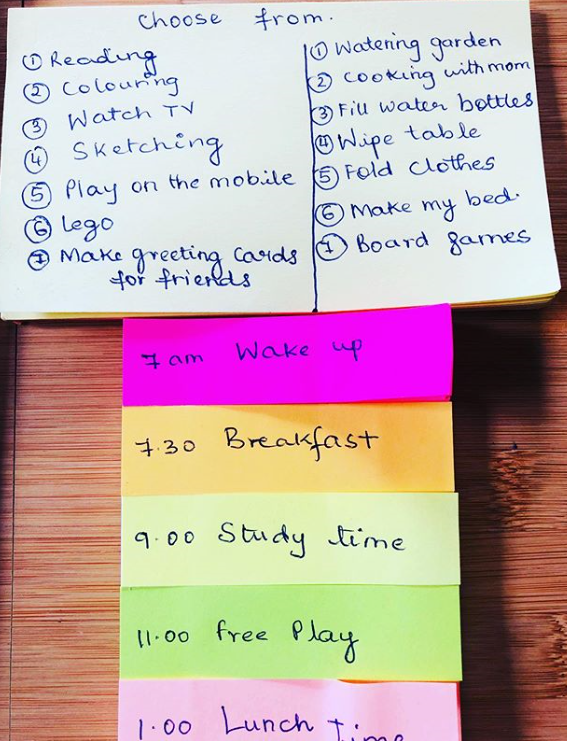 Choose from.
① Reading
② Colouring
③ Watch TV
④ Sketching
⑤ Play on the mobile
⑥ Lego
⑦ Make greeting cards
for friends
① Watering garden
② Cooking with mom
③ Fill water bottles
④ Wipe table
⑤ Fold clothes
⑥ Make my bed.
⑦ Board games
7 am Wake up
7.30 Breakfast
9.00 Study time
11.00 free Play
1.00 Lunch time